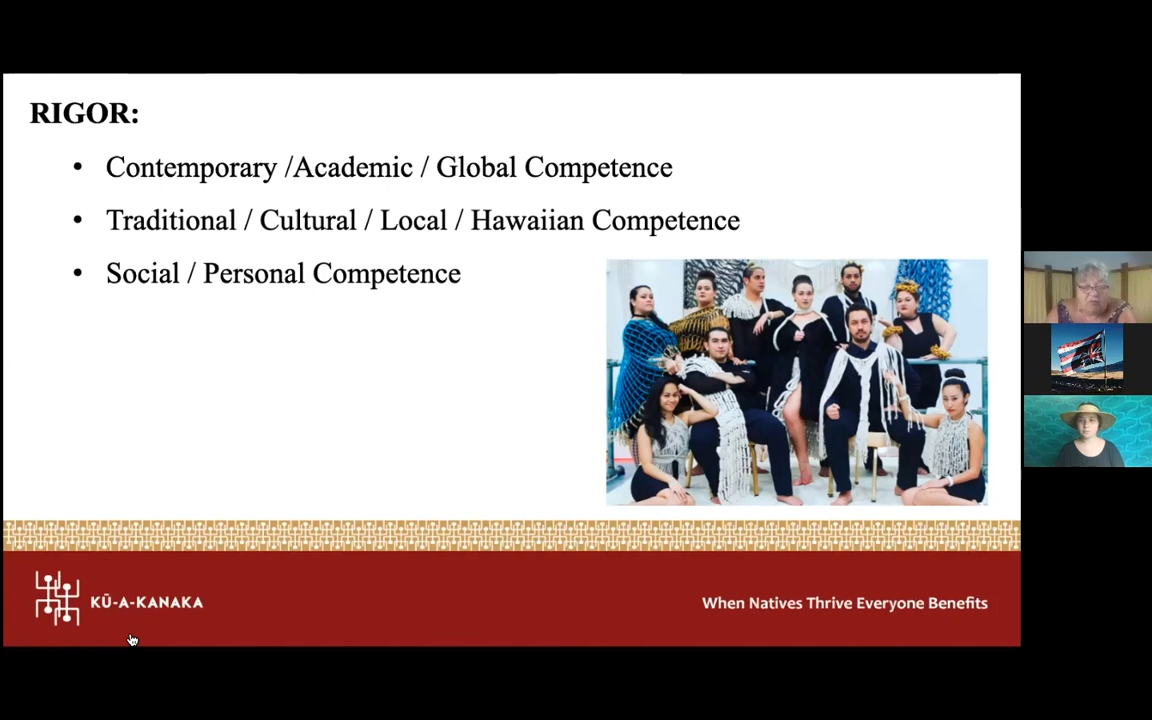 RIGOR:
• Contemporary /Academic / Global Competence
• Traditional / Cultural / Local / Hawaiian Competence
• Social / Personal Competence
KŪ-A-KANAKA
When Natives Thrive Everyone Benefits